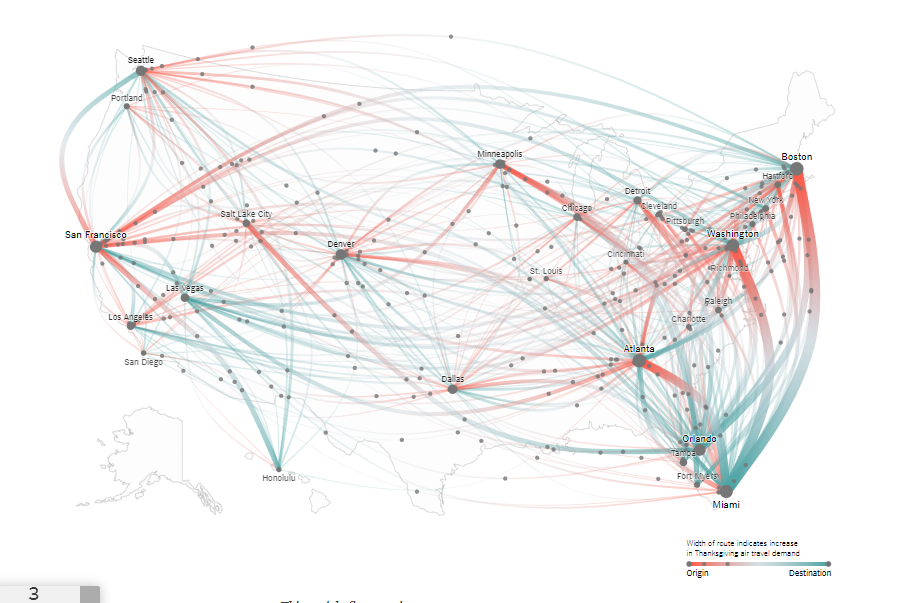 Seattle
Portland
Boston
Minneapolis
Hartford
Detroit
New York
Chicago
Cleveland
Philadelphia
Salt Lake City
Pittsburgh
San Francisco
Washington
Denver
Cincinnati
Richmond
St. Louis
Las Vegas
Raleigh
Los Angeles
Charlotte
Atlanta
San Diego
Dallas
Orlando
Tampa
Honolulu
Fort Myers
Miami
Width of route indicates increase
in Thanksgiving air travel demand
Origin Destination
3